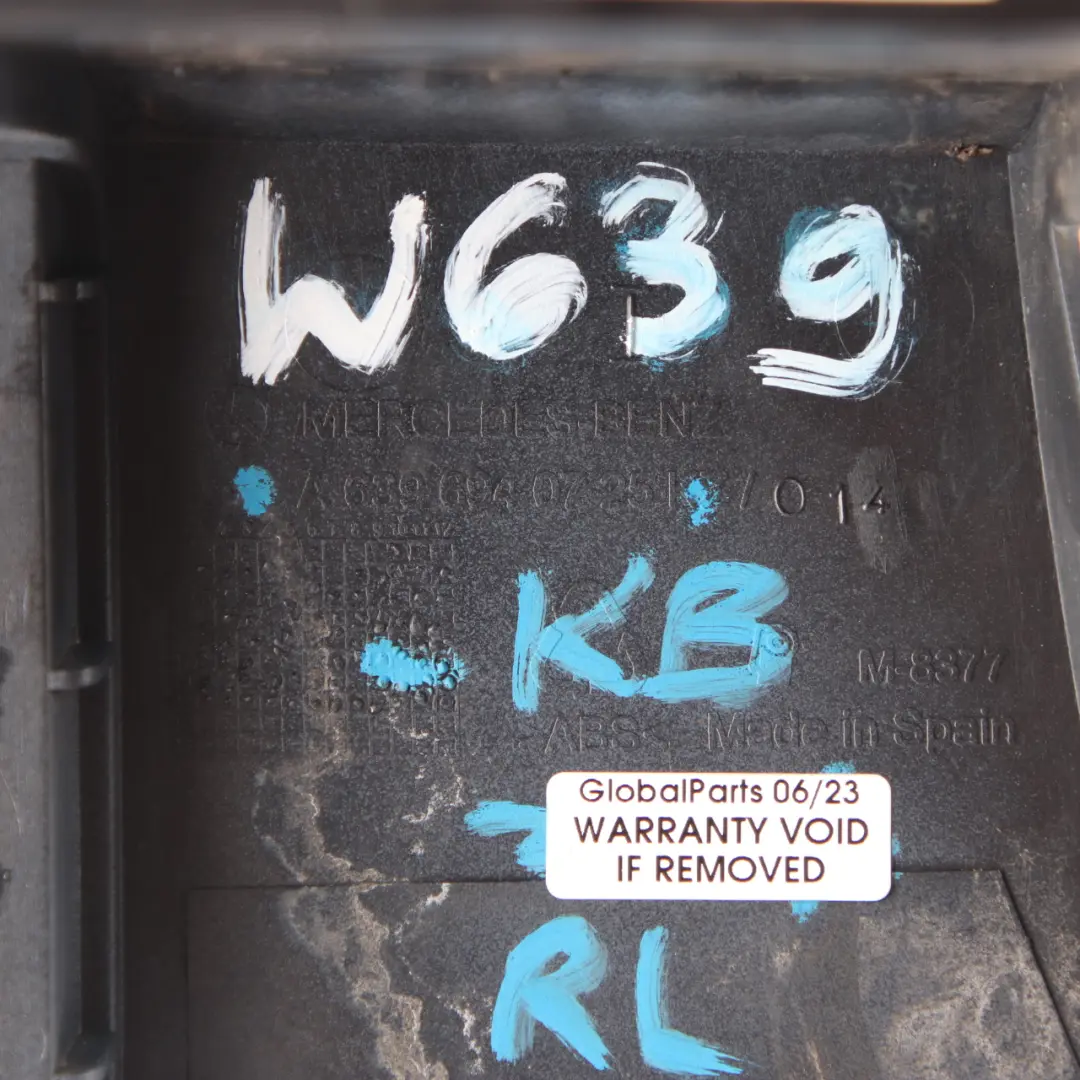 W639
MERCEDES-BENZ
A 639 694 07 25
014
KB
M-8377
Made in Spain
GlobalParts 06/23
WARRANTY VOID
IF REMOVED
RL